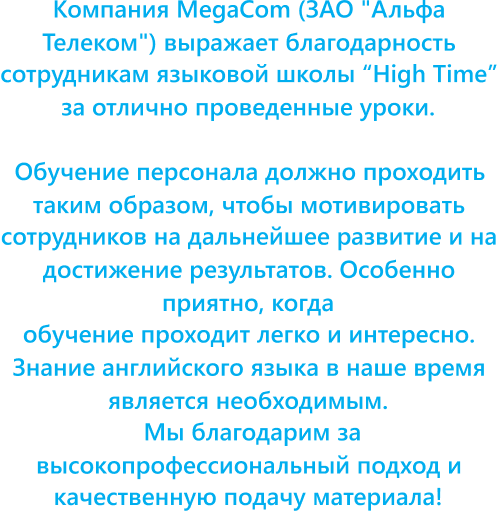 Компания MegaCom (ЗАО "Альфа
Телеком") выражает благодарность
сотрудникам языковой школы “High Time”
за отлично проведенные уроки.
Обучение персонала должно проходить
таким образом, чтобы мотивировать
сотрудников на дальнейшее развитие и на
достижение результатов. Особенно
приятно, когда
обучение проходит легко и интересно.
Знание английского языка в наше время
является необходимым.
Мы благодарим за
высокопрофессиональный подход и
качественную подачу материала!